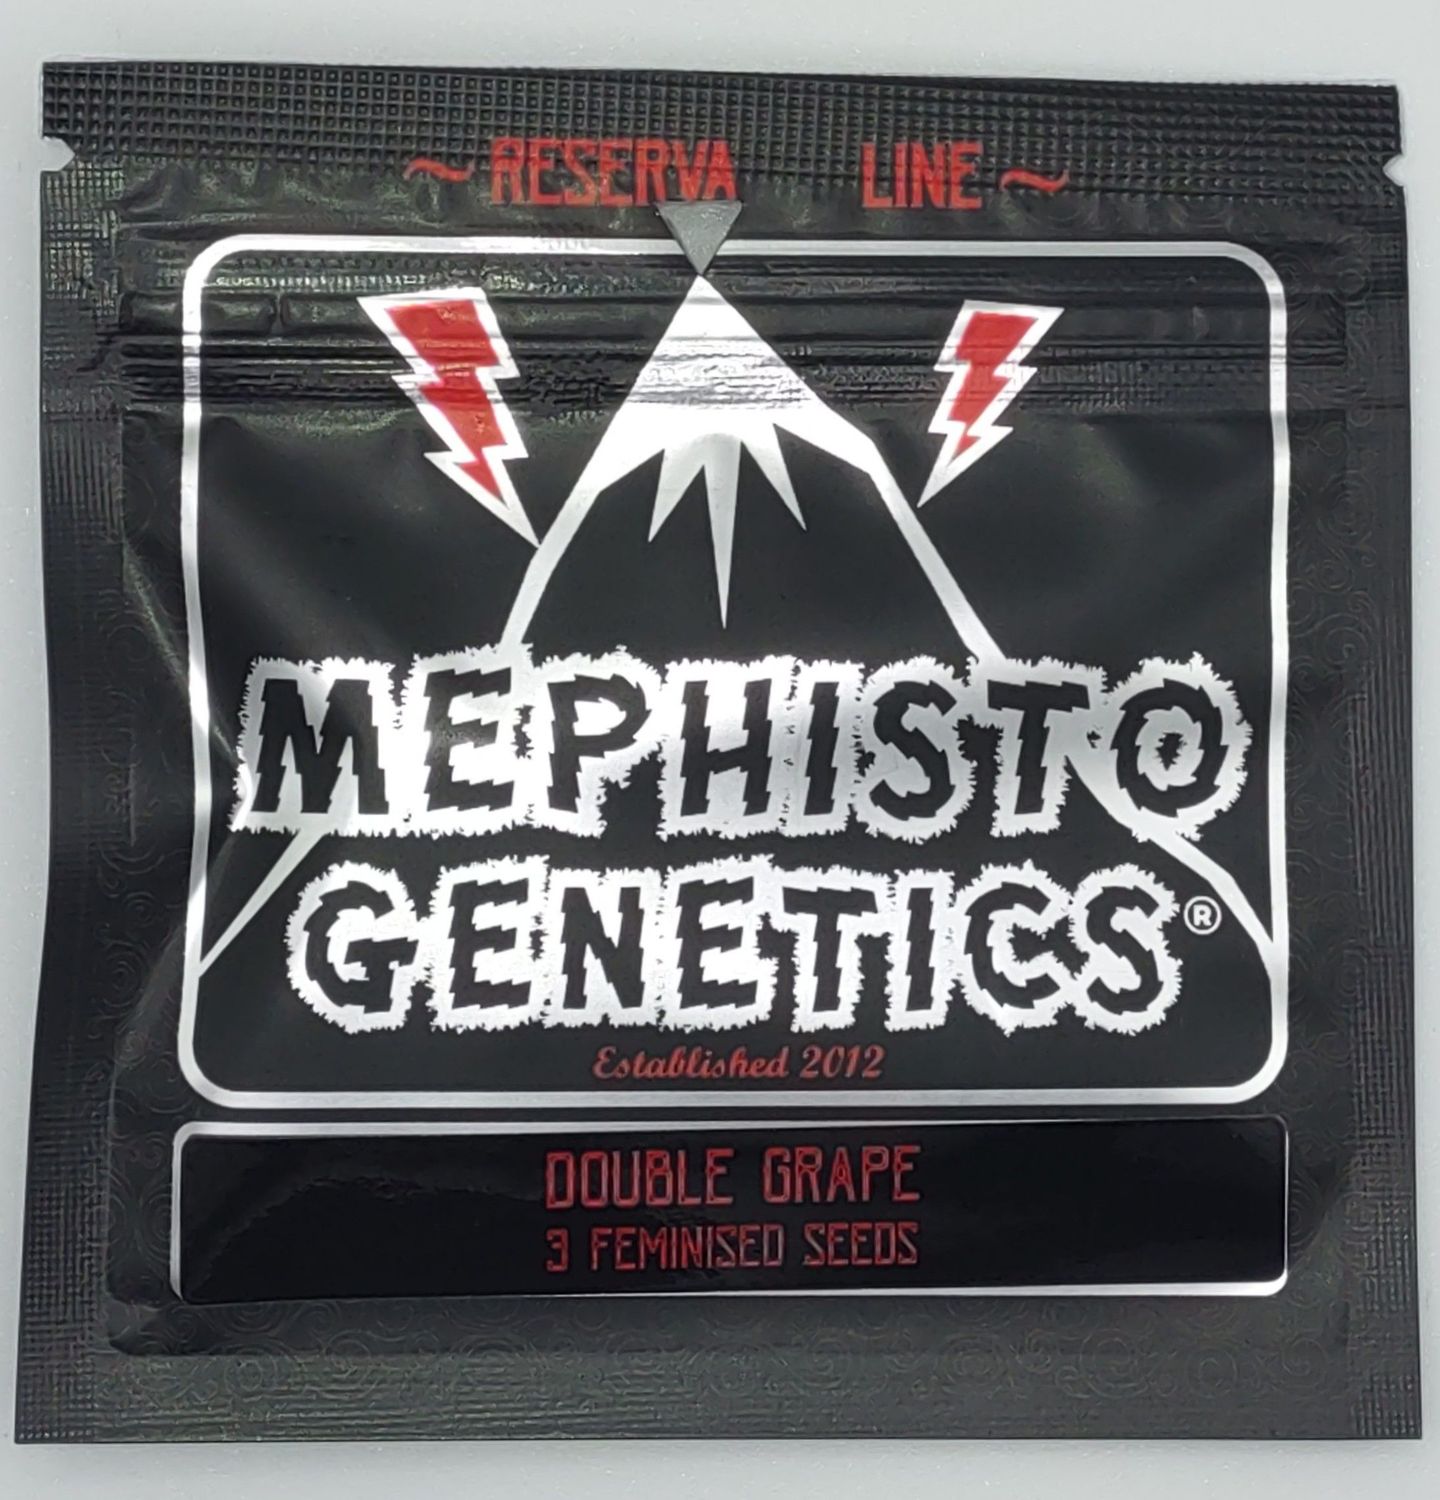 ~ RESERVA LINE ~
MEPHISTO
GENETICS®
Established 2012
DOUBLE GRAPE
3 FEMINISED SEEDS